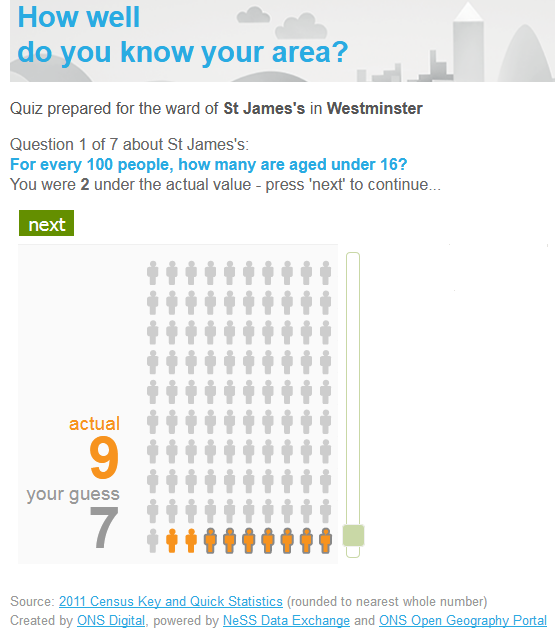 How well
do you know your area?
Quiz prepared for the ward of St James's in Westminster
Question 1 of 7 about St James's:
For every 100 people, how many are aged under 16?
You were 2 under the actual value - press 'next' to continue...
next
actual
9
your guess
7
Source: 2011 Census Key and Quick Statistics (rounded to nearest whole number)
Created by ONS Digital, powered by NeSS Data Exchange and ONS Open Geography Portal